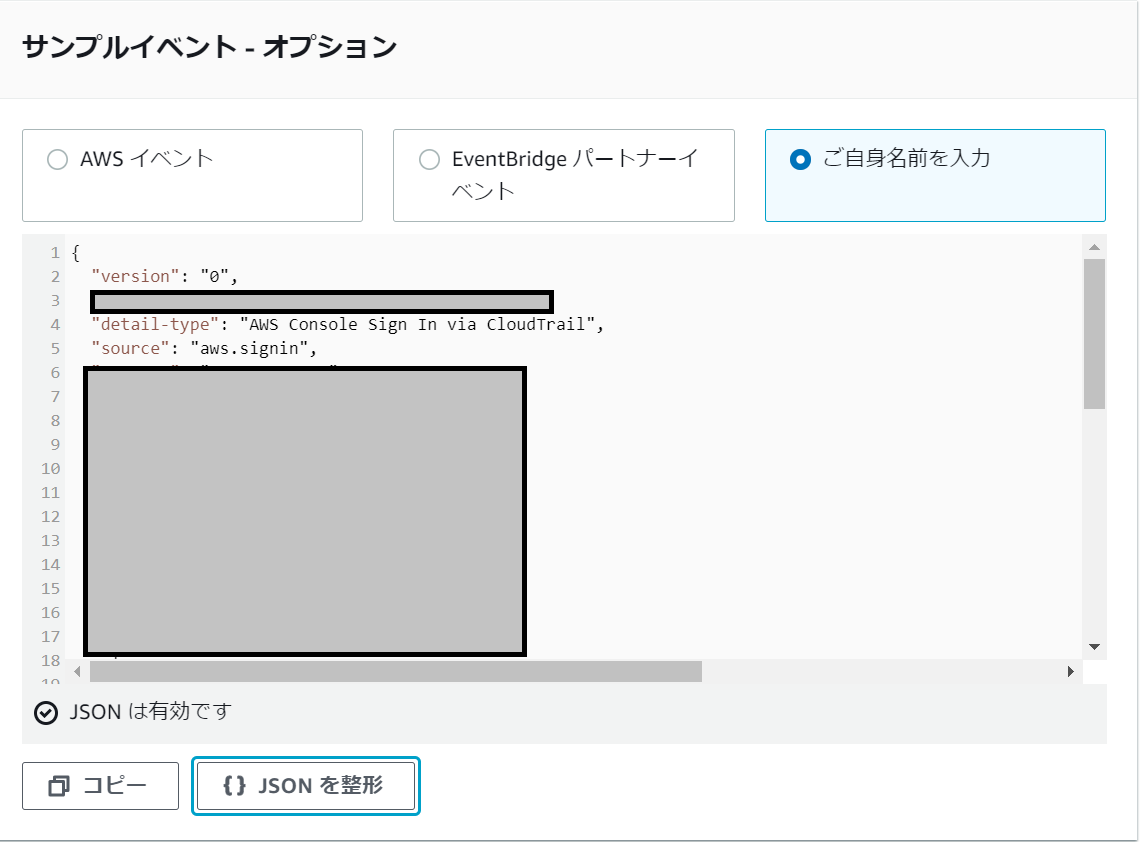 サンプルイベント - オプション
AWS イベント
EventBridge パートナーイ
ベント
ご自身名前を入力
1 {
2 "version": "0",
3
4 "detail-type": "AWS Console Sign In via CloudTrail",
5 "source": "aws.signin",
6
7
8
9
10
11
12
13
14
15
16
17
18
JSON は有効です
コピー
{} JSON を整形